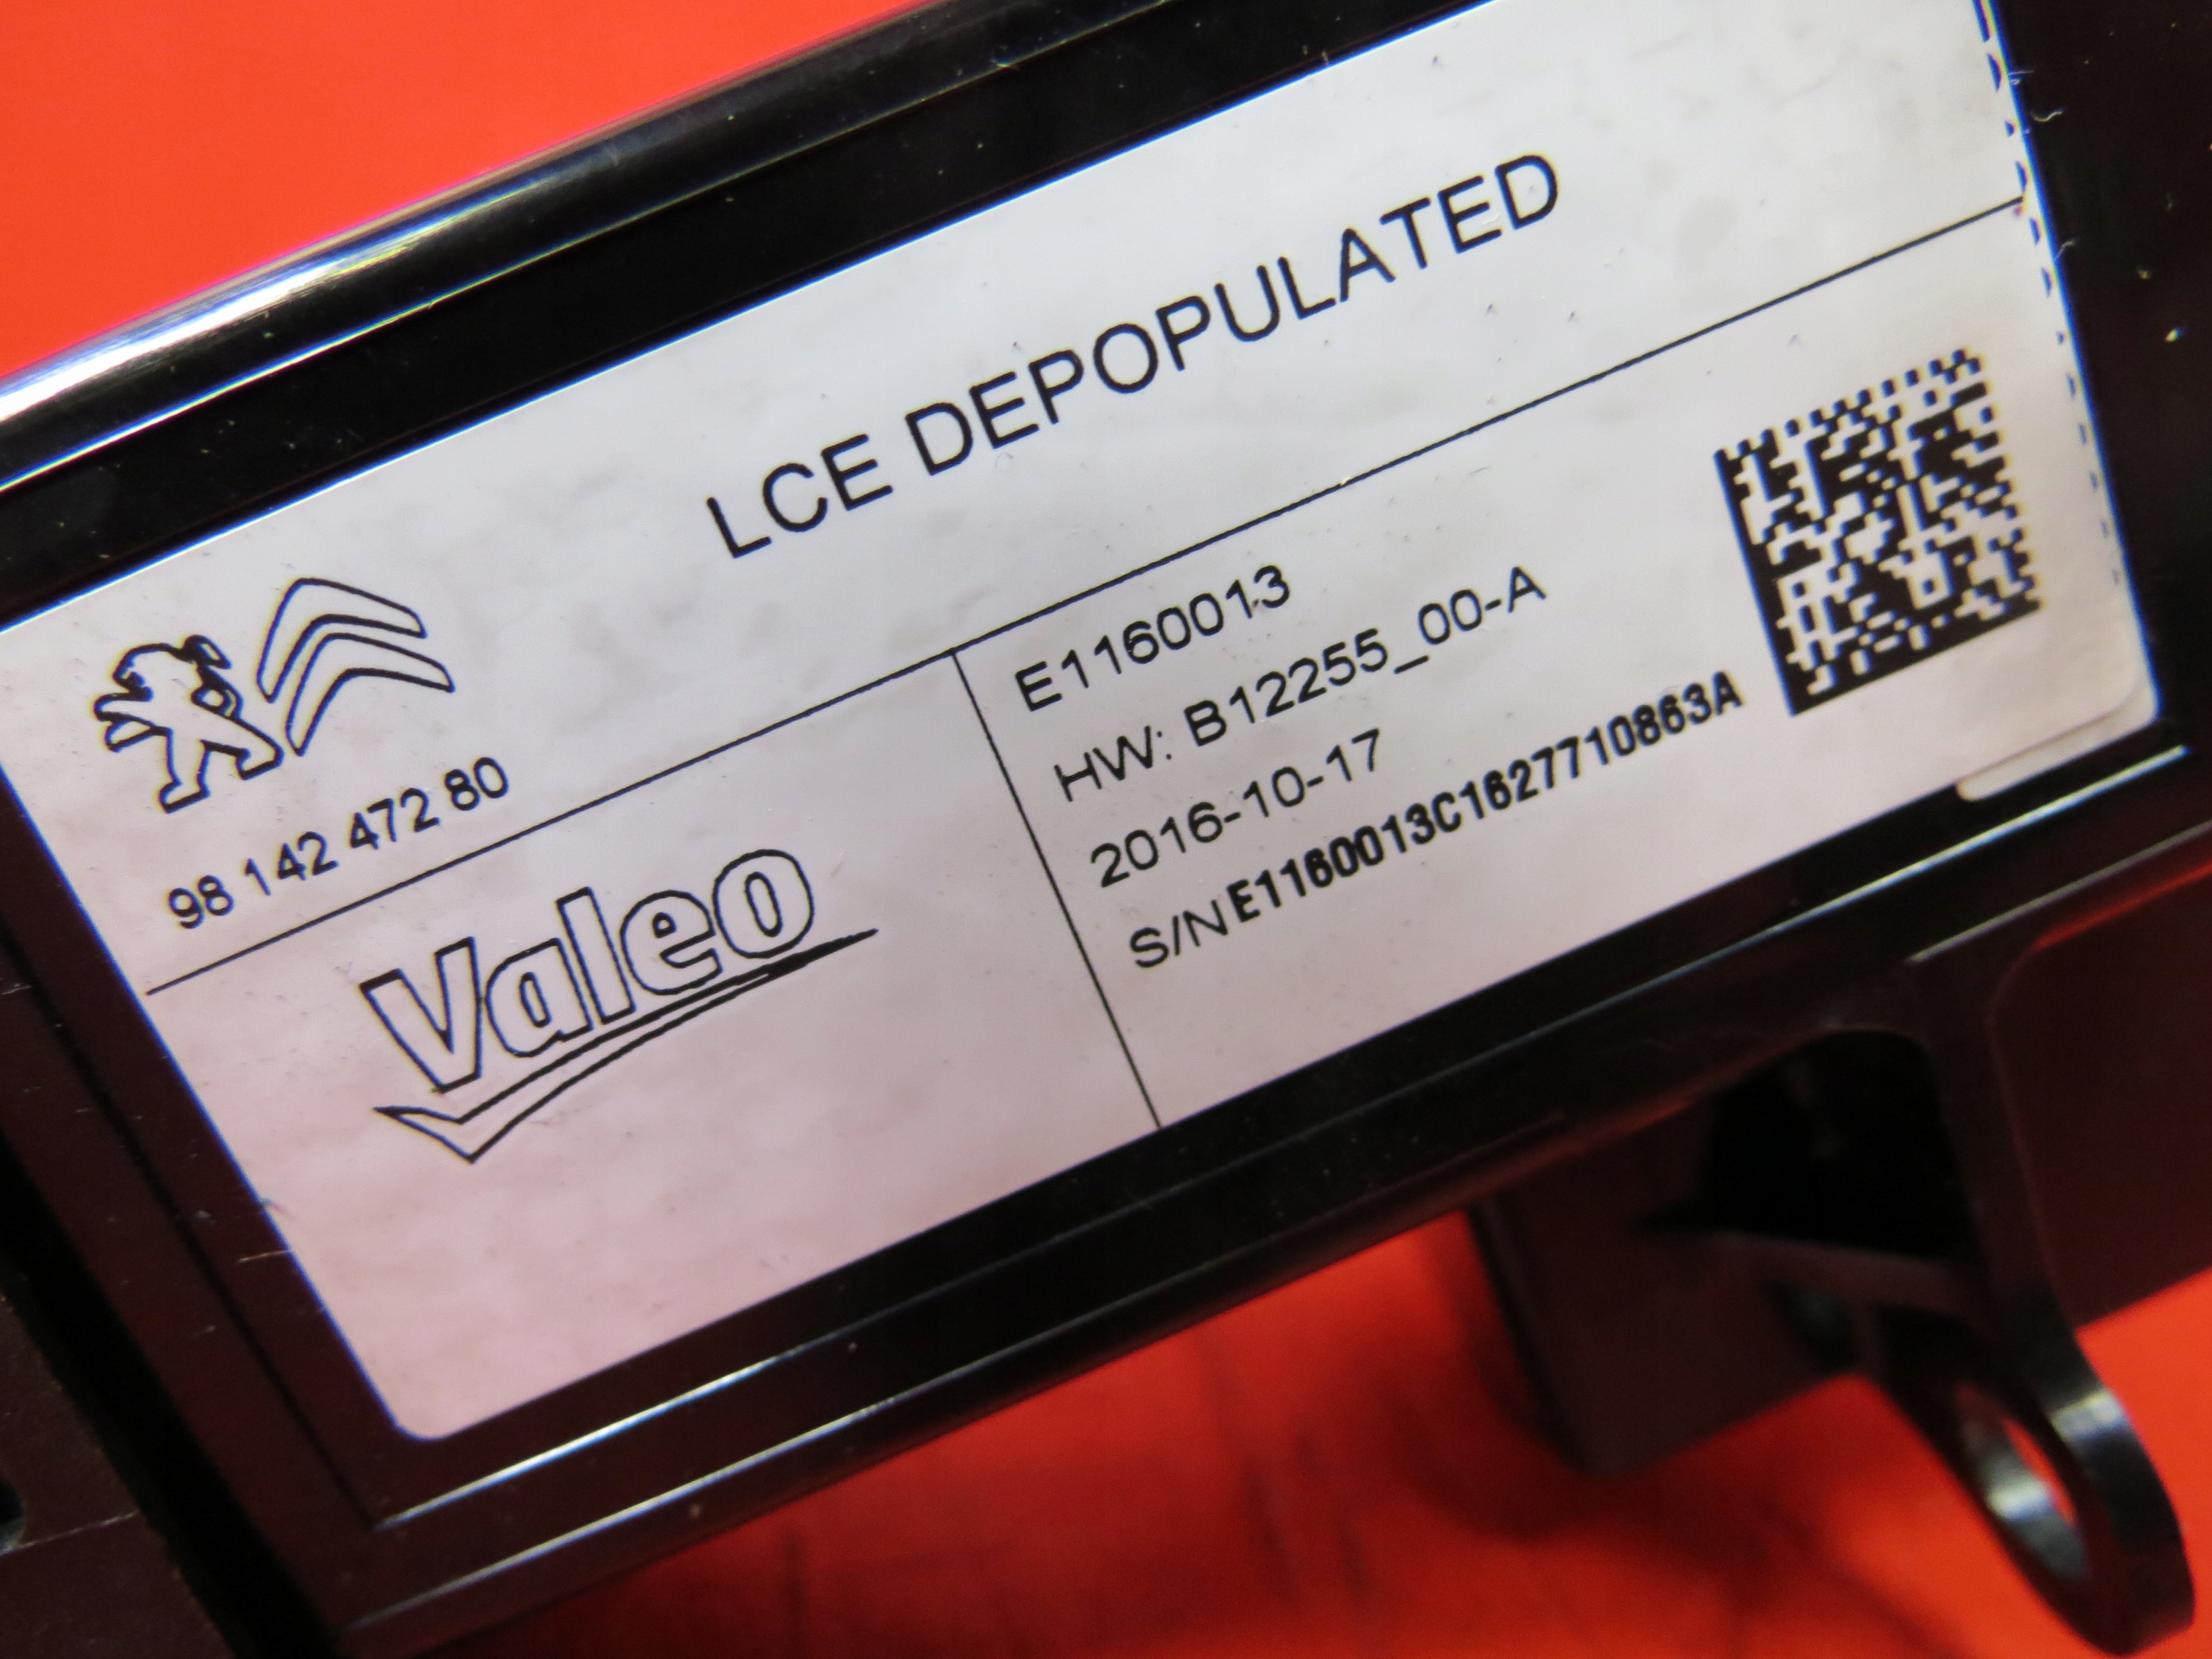 LCE DEPOPULATED
98 142 472 80
Valeo
E1160013
HW: B12255_00-A
2016-10-17
S/N E1160013C1627710863A